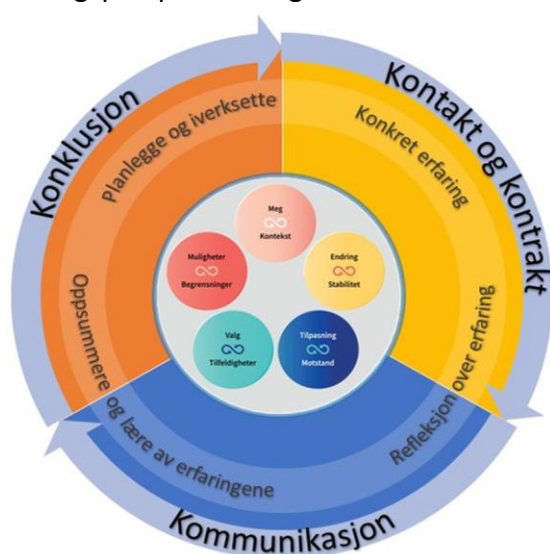 Konklusjon
Kontakt og kontrakt
Kommunikasjon
Planlegge og iverksette
Konkret erfaring
Refleksjon over erfaring
Oppsummere og lære av erfaringene
Meg
Kontekst
Endring
Stabilitet
Tilpasning
Motstand
Valg
Tilfeldigheter
Muligheter
Begrensninger